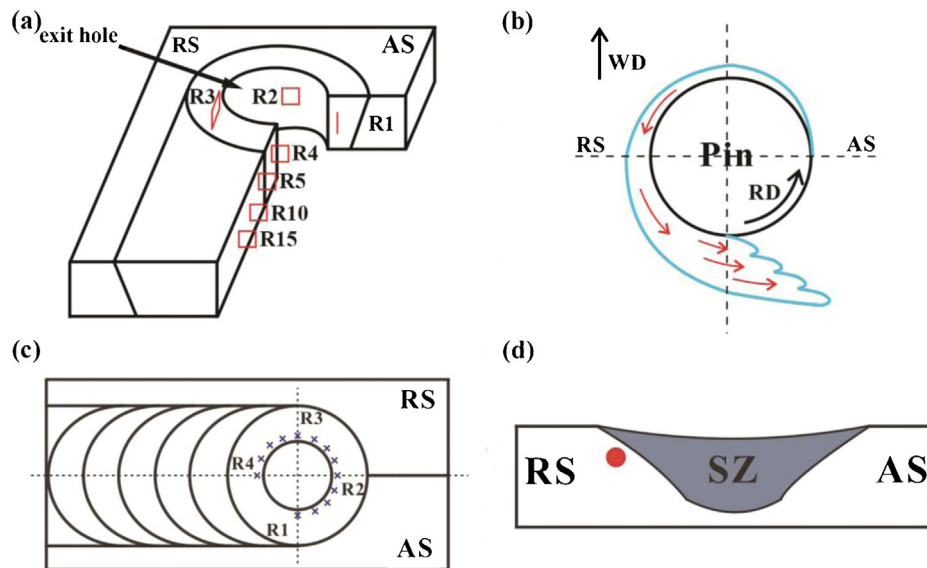 (a)
exit hole
RS
AS
R3
R2
R1
R4
R5
R10
R15
(b)
WD
RS
Pin
AS
RD
(c)
R3
RS
R4
R2
R1
AS
(d)
RS
SZ
AS